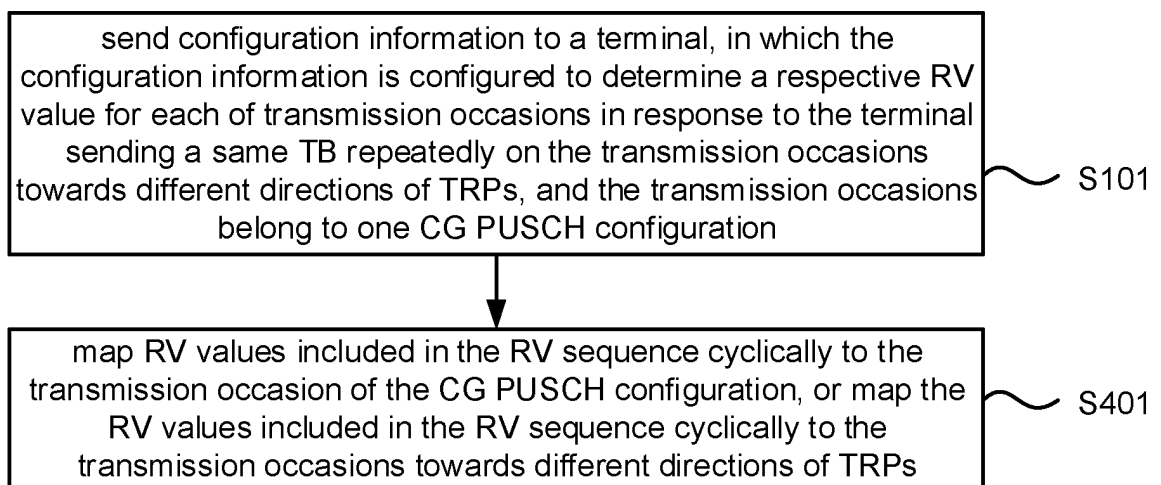 send configuration information to a terminal, in which the
configuration information is configured to determine a respective RV
value for each of transmission occasions in response to the terminal
sending a same TB repeatedly on the transmission occasions
towards different directions of TRPs, and the transmission occasions
belong to one CG PUSCH configuration
S101
map RV values included in the RV sequence cyclically to the
transmission occasion of the CG PUSCH configuration, or map the
RV values included in the RV sequence cyclically to the
transmission occasions towards different directions of TRPs
S401